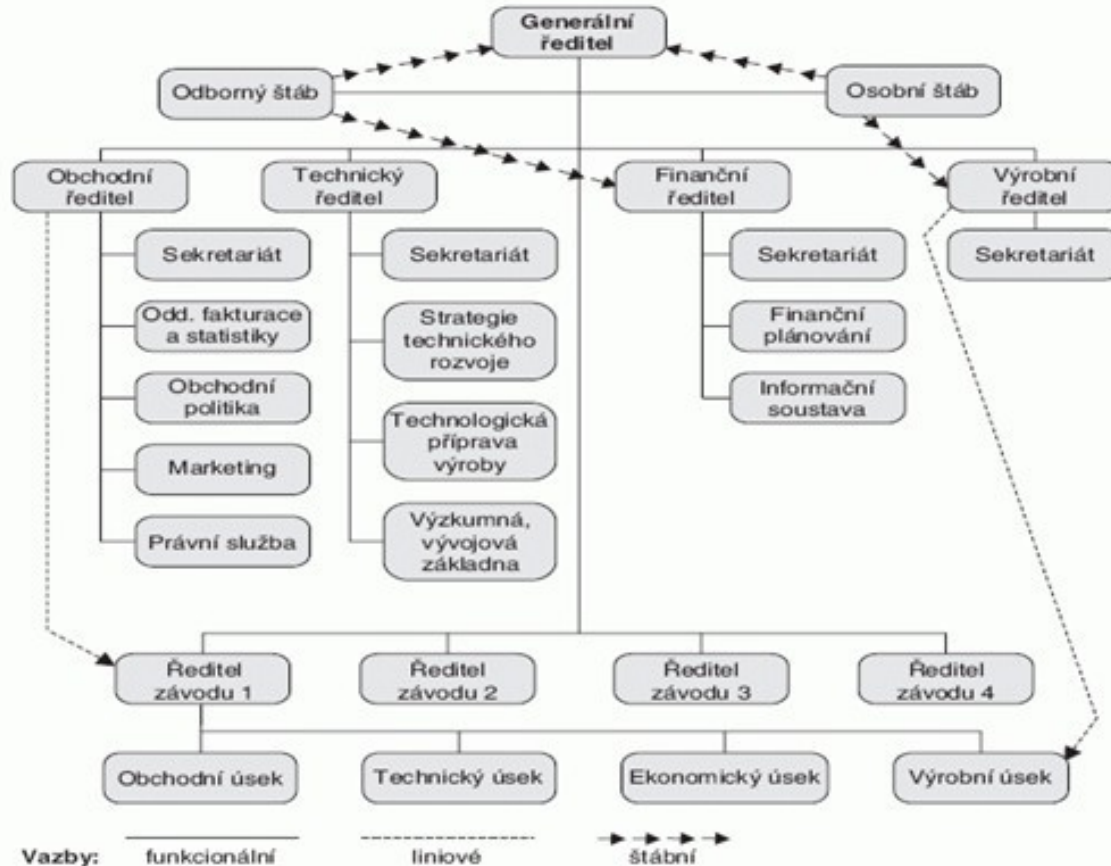 Generální
ředitel
Odborný štáb
Osobní štáb
Obchodní
ředitel
Technický
ředitel
Finanční
ředitel
Výrobní
ředitel
Sekretariát
Odd. fakturace
a statistiky
Obchodní
politika
Marketing
Právní služba
Sekretariát
Strategie
technického
rozvoje
Technologická
příprava
výroby
Výzkumná,
vývojová
základna
Sekretariát
Finanční
plánování
Informační
soustava
Sekretariát
Ředitel
závodu 1
Ředitel
závodu 2
Ředitel
závodu 3
Ředitel
závodu 4
Obchodní úsek
Technický úsek
Ekonomický úsek
Výrobní úsek
Vazby: funkcionální liniové štábní